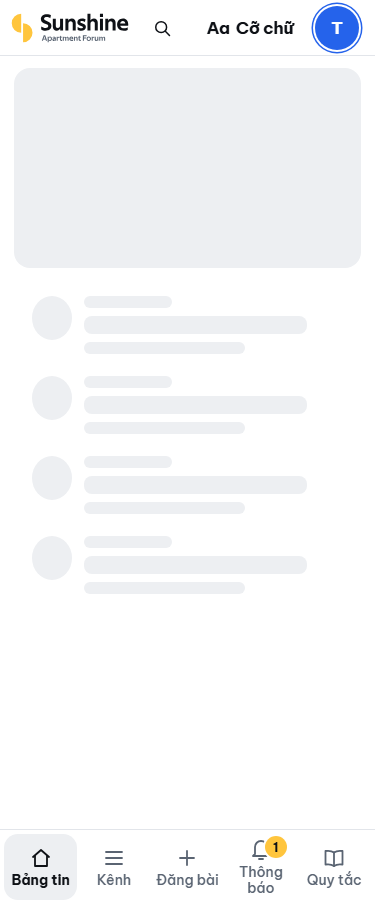 Sunshine
Apartment Forum
Aa Cỡ chữ
T
1
Bảng tin
Kênh
Đăng bài
Thông
báo
Quy tắc